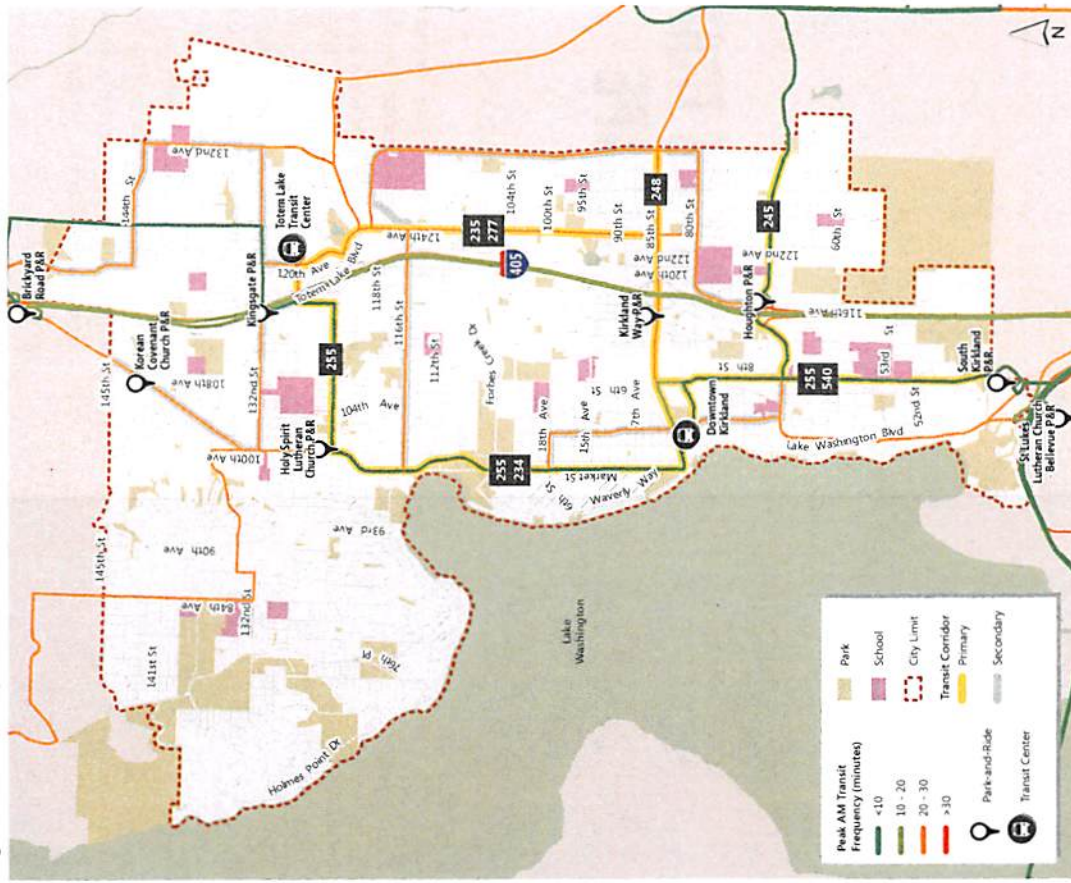 Brickyard
Road P&R
145th St
144th St
132nd Ave
Korean
Covenant
Church P&R
108th Ave
Kingsgate P&R
132nd St
Totem Lake
Transit
Center
120th
Ave
Totem Lake Blvd
145th St
141st St
90th Ave
84th Ave
132nd St
100th Ave
Holy Spirit
Lutheran
Church P&R
255
104th Ave
118th St
116th St
112th St
124th Ave
93rd Ave
76th Pl
Holmes Point Dr
Forbes Creek Dr
235
277
405
104th St
100th St
95th St
90th St
85th St
80th St
248
255
234
18th Ave
15th Ave
7th Ave
6th St
Market St
6th St
Waverly Way
Kirkland
Way P&R
120th Ave
122nd Ave
Lake
Washington
Downtown
Kirkland
8th St
Houghton P&R
122nd Ave
245
60th St
116th Ave
255
540
53rd St
52nd St
Lake Washington Blvd
South
Kirkland
P&R
St Lukes
Lutheran Church
Bellevue P&R
N
Peak AM Transit
Frequency (minutes)
<10
10 - 20
20 - 30
>30
Park-and-Ride
Transit Center
Park
School
City Limit
Transit Corridor
Primary
Secondary